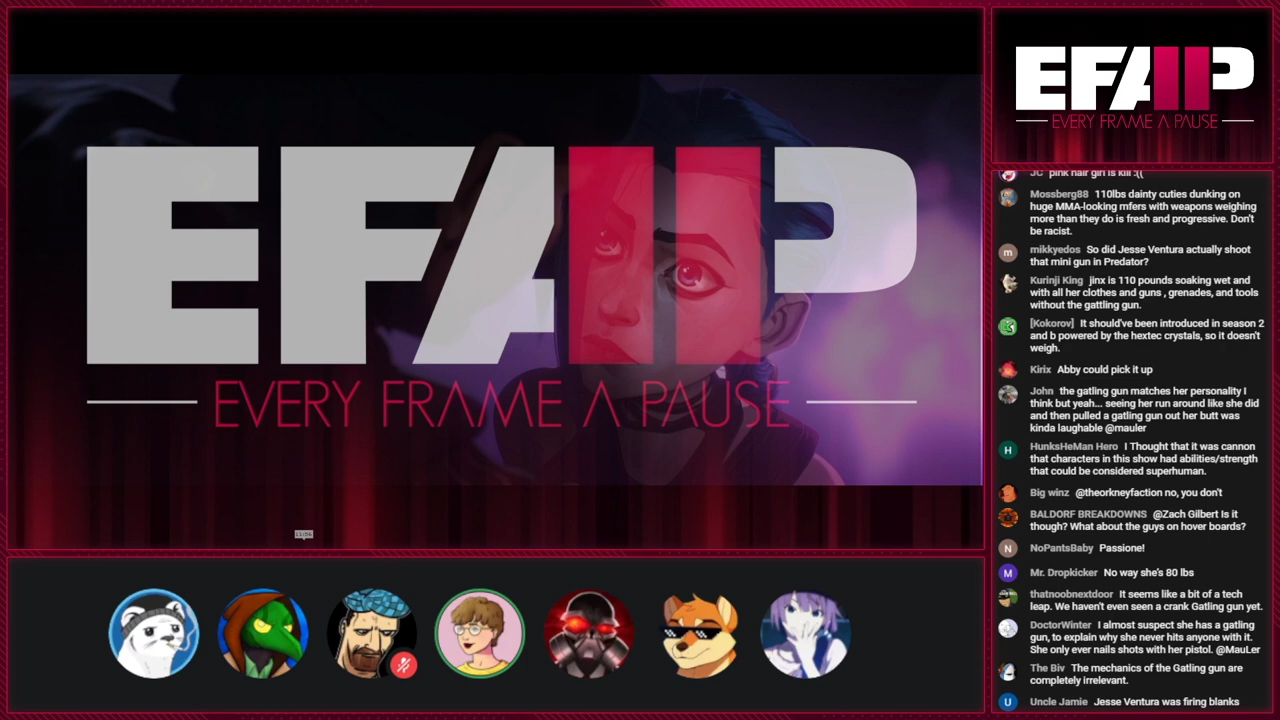 EFAP
EVERY FRAME A PAUSE
11:56
EFAP
EVERY FRAME A PAUSE
JC pink hair girl is kill :((
Mossberg88 110lbs dainty cuties dunking on
huge MMA-looking mfers with weapons weighing
more than they do is fresh and progressive. Don't
be racist.
m
mikkyedos So did Jesse Ventura actually shoot
that mini gun in Predator?
Kurinji King jinx is 110 pounds soaking wet and
with all her clothes and guns , grenades, and tools
without the gattling gun.
[Kokorov] It should've been introduced in season 2
and b powered by the hextec crystals, so it doesn't
weigh.
Kirix Abby could pick it up
John the gatling gun matches her personality I
think but yeah... seeing her run around like she did
and then pulled a gatling gun out her butt was
kinda laughable @mauler
H
HunksHeMan Hero I Thought that it was cannon
that characters in this show had abilities/strength
that could be considered superhuman.
Big winz @theorkneyfaction no, you don't
BALDORF BREAKDOWNS @Zach Gilbert Is it
though? What about the guys on hover boards?
N
NoPantsBaby Passione!
M
Mr. Dropkicker No way she's 80 lbs
thatnoobnextdoor It seems like a bit of a tech
leap. We haven't even seen a crank Gatling gun yet.
DoctorWinter I almost suspect she has a gatling
gun, to explain why she never hits anyone with it.
She only ever nails shots with her pistol. @MauLer
The Biv The mechanics of the Gatling gun are
completely irrelevant.
U
Uncle Jamie Jesse Ventura was firing blanks